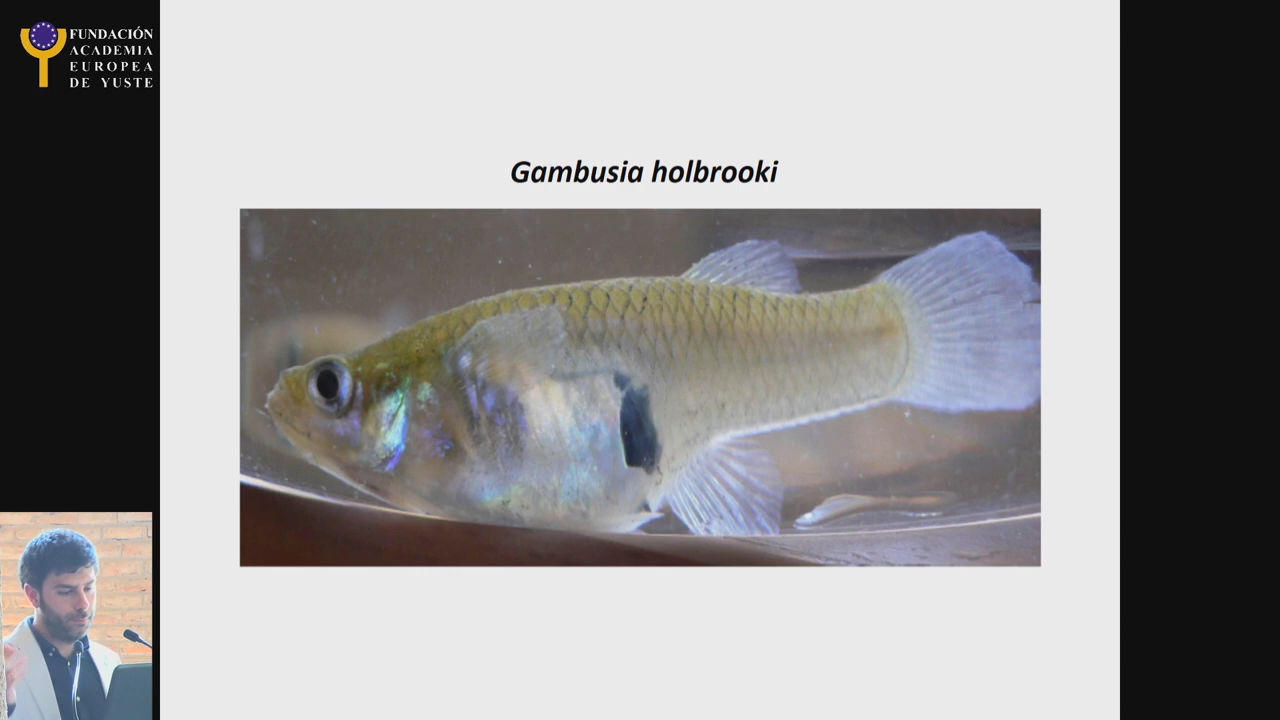 FUNDACIÓN
ACADEMIA
EUROPEA
DE YUSTE
Gambusia holbrooki